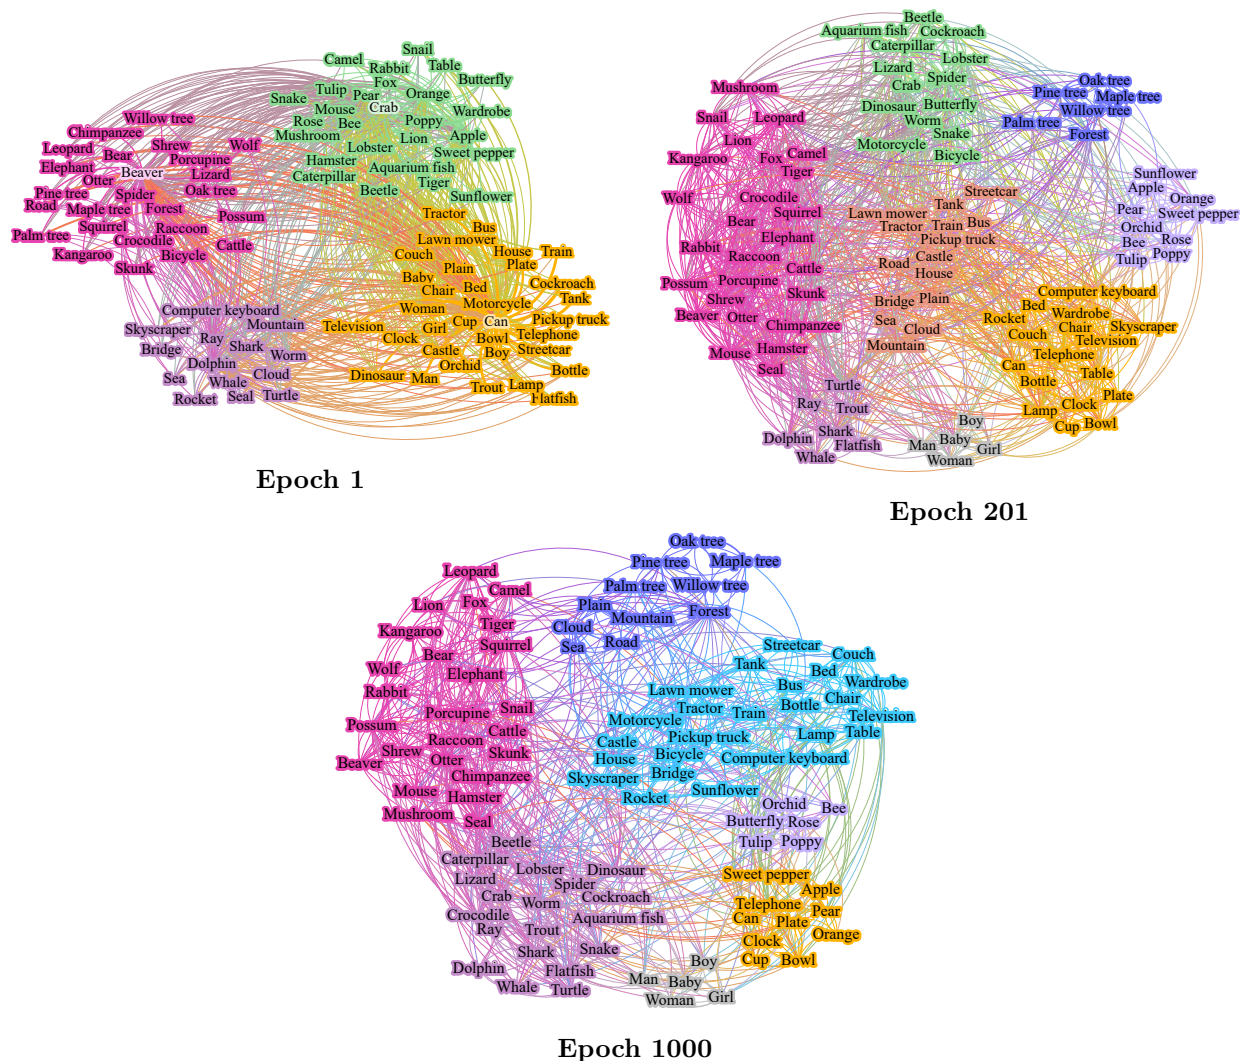 Snail
Camel
Table
Rabbit
Butterfly
Fox
Tulip
Pear
Orange
Snake
Crab
Mouse
Wardrobe
Rose
Bee
Poppy
Mushroom
Lion
Apple
Lobster
Sweet pepper
Hamster
Aquarium fish
Caterpillar
Tiger
Beetle
Sunflower
Willow tree
Chimpanzee
Shrew
Wolf
Leopard
Bear
Porcupine
Elephant
Beaver
Lizard
Otter
Pine tree
Spider
Oak tree
Road
Maple tree
Forest
Possum
Squirrel
Raccoon
Palm tree
Crocodile
Cattle
Kangaroo
Bicycle
Skunk
Tractor
Bus
Lawn mower
Couch
House
Train
Plain
Plate
Baby
Chair
Bed
Cockroach
Motorcycle
Tank
Woman
Television
Girl
Cup
Can
Pickup truck
Clock
Bowl
Telephone
Castle
Boy
Streetcar
Orchid
Dinosaur
Man
Bottle
Trout
Lamp
Flatfish
Computer keyboard
Skyscraper
Mountain
Ray
Bridge
Shark
Worm
Dolphin
Sea
Whale
Cloud
Rocket
Seal
Turtle
Epoch 1
Beetle
Aquarium fish
Cockroach
Caterpillar
Lobster
Lizard
Spider
Crab
Dinosaur
Butterfly
Worm
Snake
Motorcycle
Bicycle
Oak tree
Pine tree
Maple tree
Willow tree
Palm tree
Forest
Mushroom
Snail
Leopard
Lion
Kangaroo
Fox
Camel
Tiger
Wolf
Crocodile
Squirrel
Bear
Elephant
Rabbit
Raccoon
Possum
Porcupine
Cattle
Shrew
Skunk
Beaver
Otter
Chimpanzee
Mouse
Hamster
Seal
Streetcar
Tank
Lawn mower
Tractor
Train
Bus
Pickup truck
Road
Castle
House
Bridge
Plain
Sea
Cloud
Mountain
Sunflower
Apple
Orange
Pear
Sweet pepper
Orchid
Bee
Rose
Tulip
Poppy
Computer keyboard
Bed
Rocket
Wardrobe
Couch
Chair
Skyscraper
Television
Telephone
Can
Table
Bottle
Plate
Lamp
Clock
Cup
Bowl
Turtle
Ray
Trout
Shark
Dolphin
Flatfish
Whale
Boy
Man
Baby
Girl
Woman
Epoch 201
Oak tree
Pine tree
Maple tree
Palm tree
Willow tree
Plain
Mountain
Forest
Cloud
Road
Sea
Leopard
Camel
Lion
Fox
Kangaroo
Tiger
Bear
Squirrel
Wolf
Elephant
Rabbit
Porcupine
Snail
Possum
Cattle
Raccoon
Shrew
Otter
Skunk
Beaver
Chimpanzee
Mouse
Hamster
Mushroom
Seal
Streetcar
Couch
Tank
Bed
Wardrobe
Lawn mower
Bus
Chair
Tractor
Bottle
Motorcycle
Train
Television
Castle
Pickup truck
Lamp
Table
House
Bicycle
Computer keyboard
Skyscraper
Bridge
Rocket
Sunflower
Orchid
Bee
Butterfly
Rose
Tulip
Poppy
Beetle
Caterpillar
Lobster
Dinosaur
Lizard
Spider
Crab
Worm
Cockroach
Crocodile
Aquarium fish
Ray
Trout
Shark
Snake
Dolphin
Flatfish
Whale
Turtle
Sweet pepper
Apple
Telephone
Pear
Can
Plate
Orange
Clock
Cup
Bowl
Boy
Man
Baby
Woman
Girl
Epoch 1000